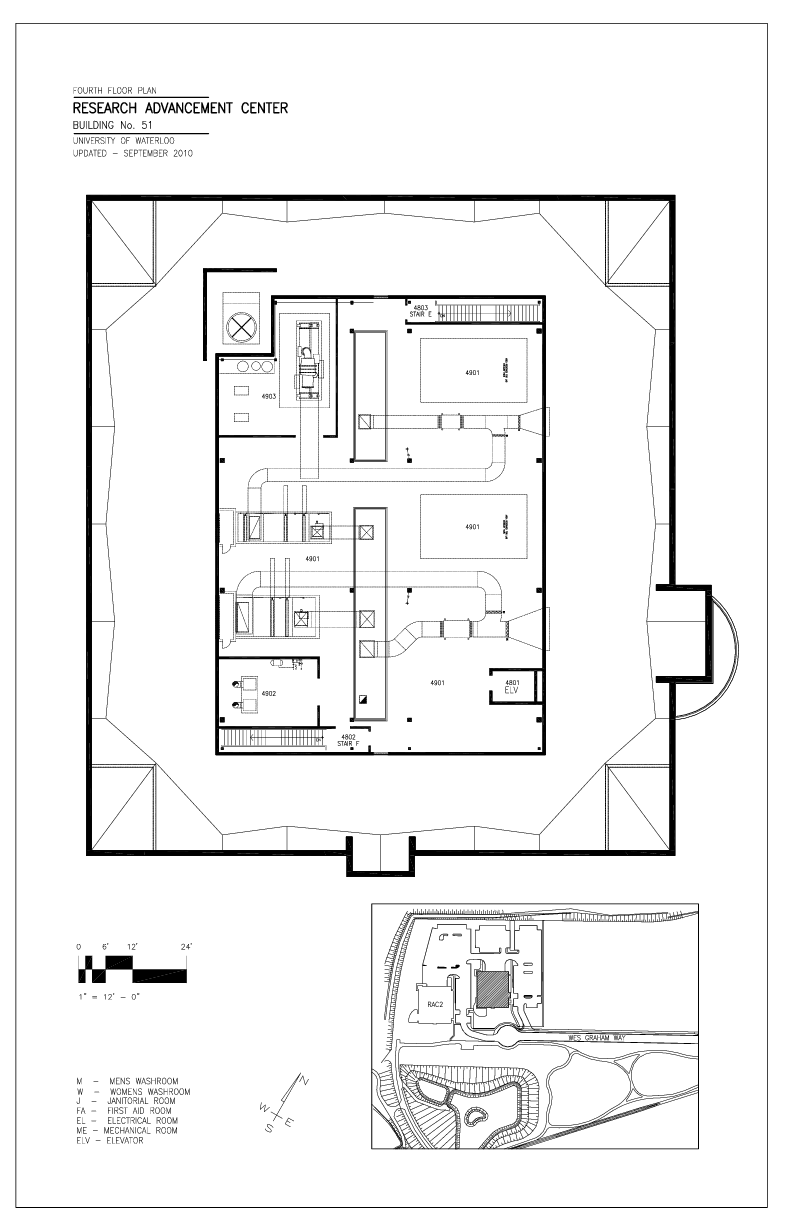 FOURTH FLOOR PLAN
RESEARCH ADVANCEMENT CENTER
BUILDING No. 51
UNIVERSITY OF WATERLOO
UPDATED – SEPTEMBER 2010
4803
STAIR E
4901
4903
4901
4901
4902
4901
4801
ELV
4802
STAIR F
0 6' 12' 24'
1" = 12' – 0"
RAC2
WES GRAHAM WAY
M – MENS WASHROOM
W – WOMENS WASHROOM
J – JANITORIAL ROOM
FA – FIRST AID ROOM
EL – ELECTRICAL ROOM
ME – MECHANICAL ROOM
ELV – ELEVATOR
N
W
E
S